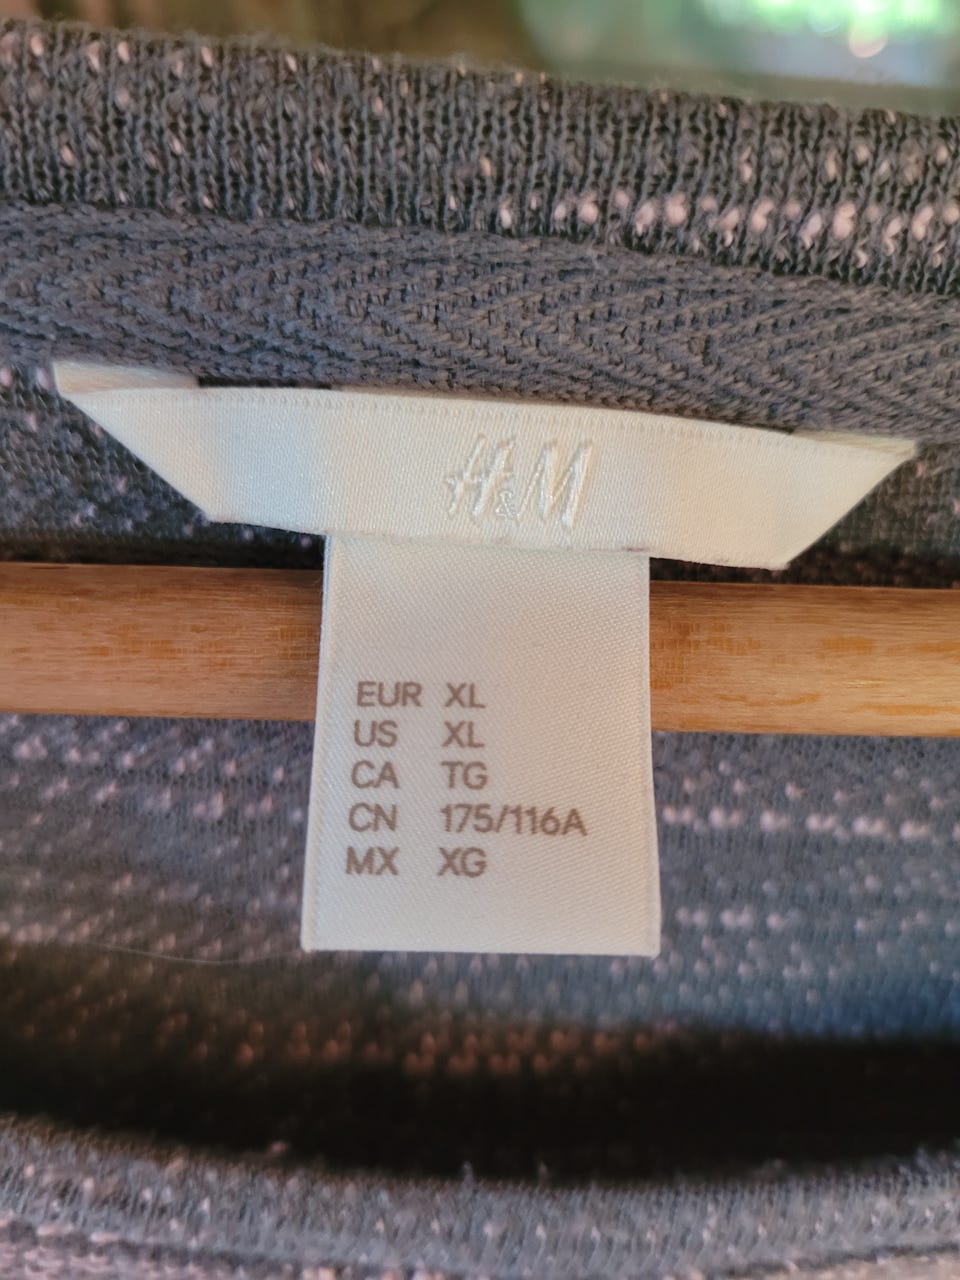 H&M
EUR XL
US XL
CA TG
CN 175/116A
MX XG